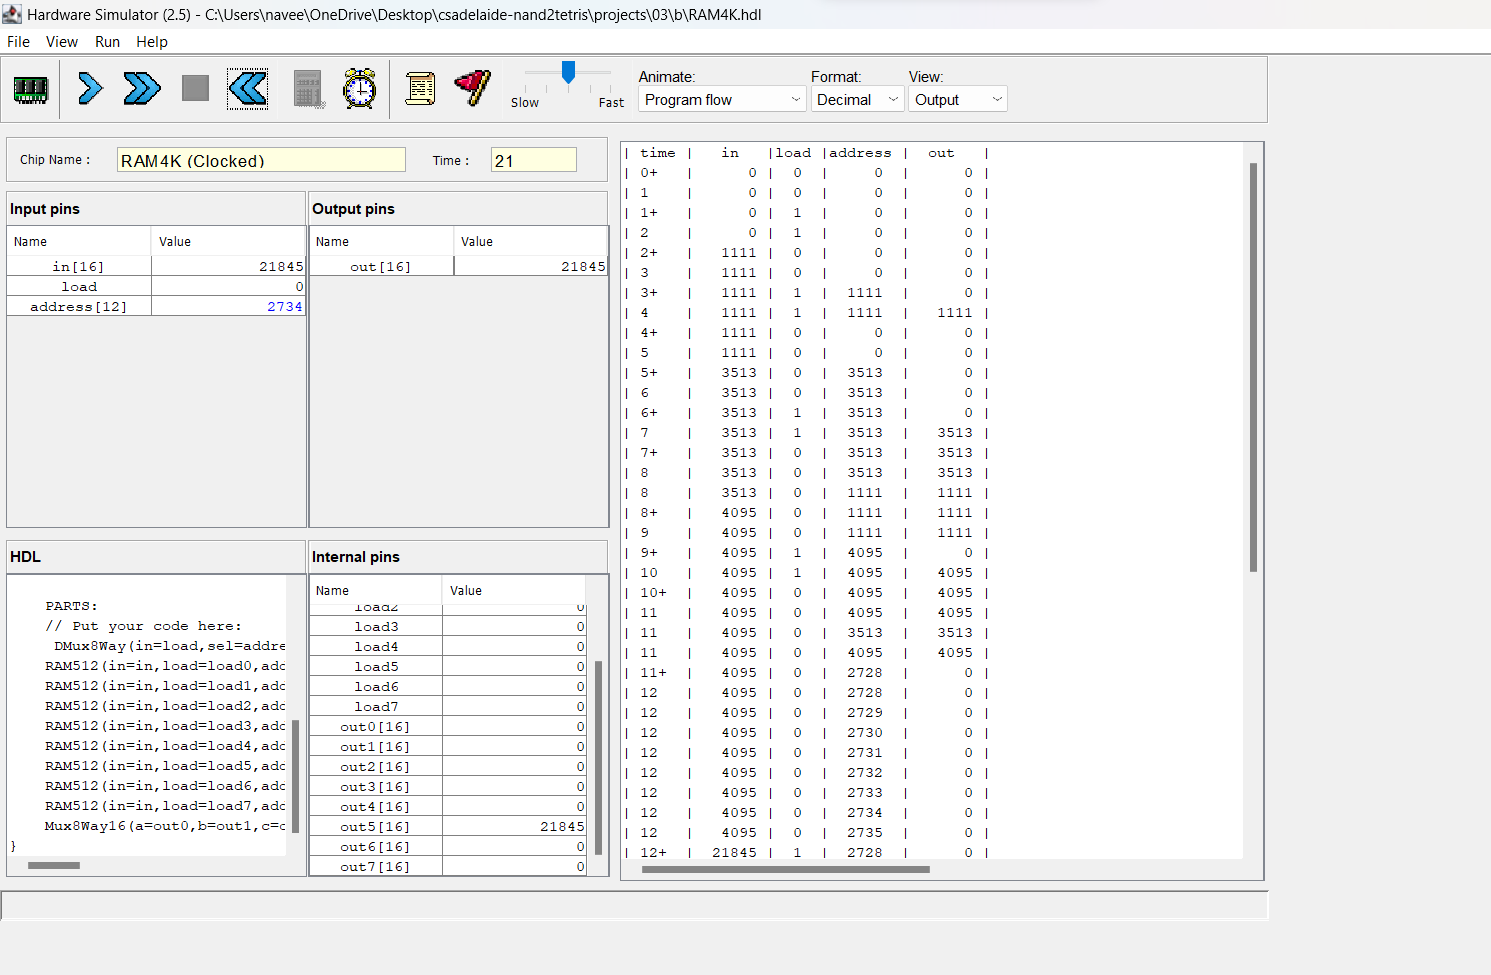 Hardware Simulator (2.5) - C:\Users\navee\OneDrive\Desktop\csadelaide-nand2tetris\projects\03\b\RAM4K.hdl
File View Run Help
Slow Fast
Animate: Format: View:
Program flow Decimal Output
Chip Name : RAM4K (Clocked) Time : 21
Input pins
Name Value
in[16] 21845
load 0
address[12] 2734
Output pins
Name Value
out[16] 21845
HDL
PARTS:
// Put your code here:
DMux8Way(in=load,sel=addre
RAM512(in=in,load=load0,add
RAM512(in=in,load=load1,add
RAM512(in=in,load=load2,add
RAM512(in=in,load=load3,add
RAM512(in=in,load=load4,add
RAM512(in=in,load=load5,add
RAM512(in=in,load=load6,add
RAM512(in=in,load=load7,add
Mux8Way16(a=out0,b=out1,c=o
}
Internal pins
Name Value
load2 0
load3 0
load4 0
load5 0
load6 0
load7 0
out0[16] 0
out1[16] 0
out2[16] 0
out3[16] 0
out4[16] 0
out5[16] 21845
out6[16] 0
out7[16] 0
| time | in |load |address | out |
| 0+ | 0 | 0 | 0 | 0 |
| 1 | 0 | 0 | 0 | 0 |
| 1+ | 0 | 1 | 0 | 0 |
| 2 | 0 | 1 | 0 | 0 |
| 2+ | 1111 | 0 | 0 | 0 |
| 3 | 1111 | 0 | 0 | 0 |
| 3+ | 1111 | 1 | 1111 | 0 |
| 4 | 1111 | 1 | 1111 | 1111 |
| 4+ | 1111 | 0 | 0 | 0 |
| 5 | 1111 | 0 | 0 | 0 |
| 5+ | 3513 | 0 | 3513 | 0 |
| 6 | 3513 | 0 | 3513 | 0 |
| 6+ | 3513 | 1 | 3513 | 0 |
| 7 | 3513 | 1 | 3513 | 3513 |
| 7+ | 3513 | 0 | 3513 | 3513 |
| 8 | 3513 | 0 | 3513 | 3513 |
| 8 | 3513 | 0 | 1111 | 1111 |
| 8+ | 4095 | 0 | 1111 | 1111 |
| 9 | 4095 | 0 | 1111 | 1111 |
| 9+ | 4095 | 1 | 4095 | 0 |
| 10 | 4095 | 1 | 4095 | 4095 |
| 10+ | 4095 | 0 | 4095 | 4095 |
| 11 | 4095 | 0 | 4095 | 4095 |
| 11 | 4095 | 0 | 3513 | 3513 |
| 11 | 4095 | 0 | 4095 | 4095 |
| 11+ | 4095 | 0 | 2728 | 0 |
| 12 | 4095 | 0 | 2728 | 0 |
| 12 | 4095 | 0 | 2729 | 0 |
| 12 | 4095 | 0 | 2730 | 0 |
| 12 | 4095 | 0 | 2731 | 0 |
| 12 | 4095 | 0 | 2732 | 0 |
| 12 | 4095 | 0 | 2733 | 0 |
| 12 | 4095 | 0 | 2734 | 0 |
| 12 | 4095 | 0 | 2735 | 0 |
| 12+ | 21845 | 1 | 2728 | 0 |